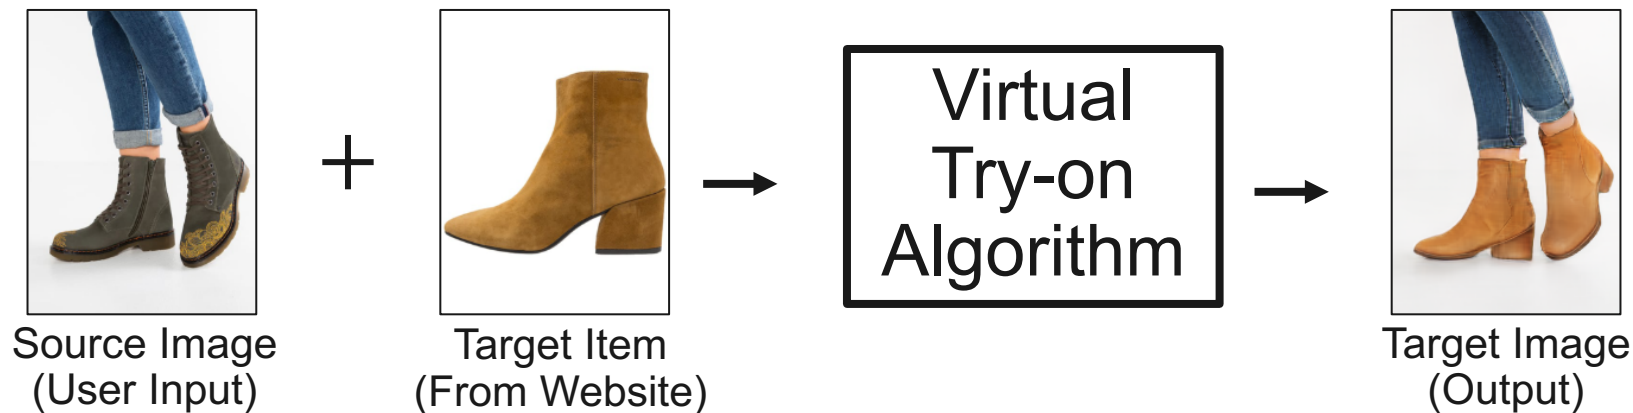 Source Image
(User Input)
+
Target Item
(From Website)
Virtual
Try-on
Algorithm
Target Image
(Output)